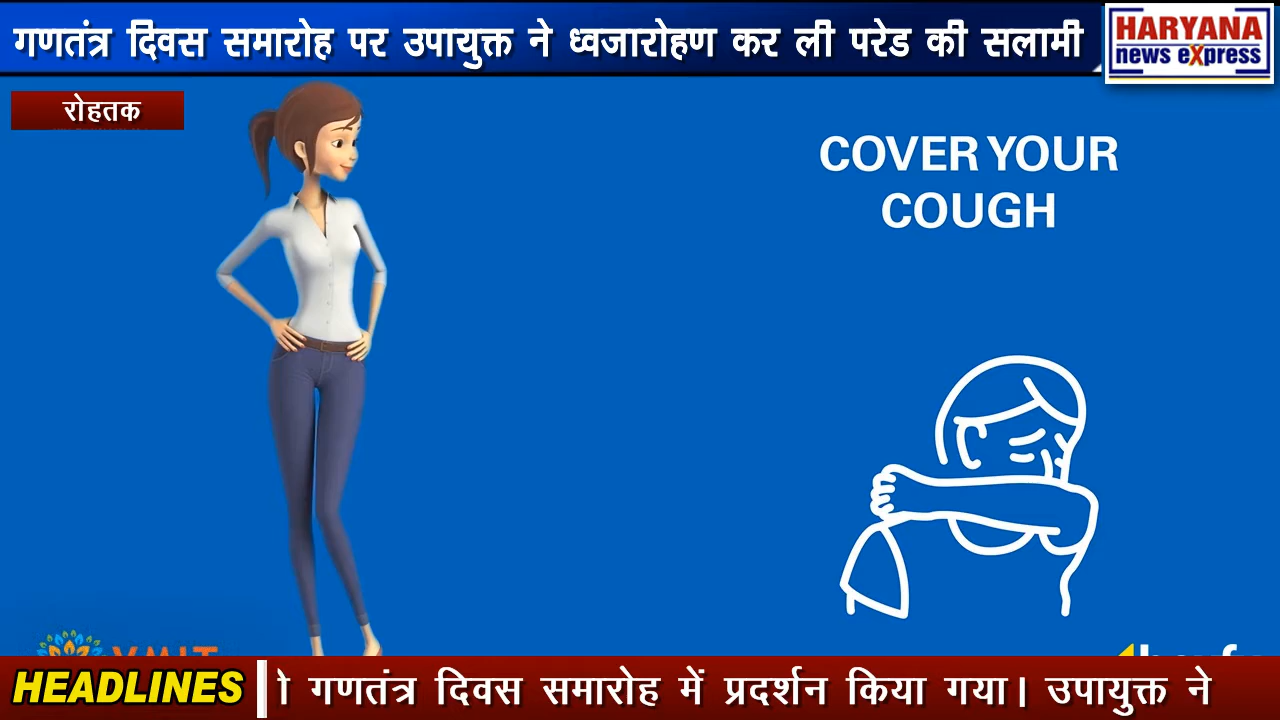 गणतंत्र दिवस समारोह पर उपायुक्त ने ध्वजारोहण कर ली परेड की सलामी
HARYANA
news eXpress
रोहतक
COVER YOUR
COUGH
HEADLINES
गणतंत्र दिवस समारोह में प्रदर्शन किया गया। उपायुक्त ने